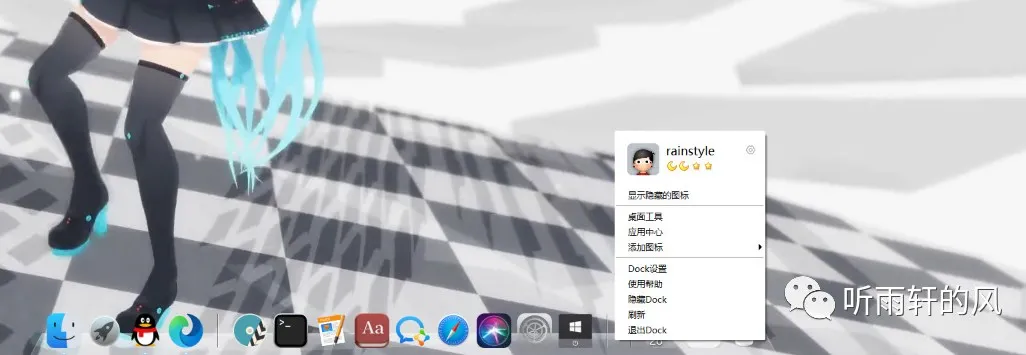 rainstyle
显示隐藏的图标
桌面工具
应用中心
添加图标
Dock设置
使用帮助
隐藏Dock
刷新
退出Dock
Aa
听雨轩的风